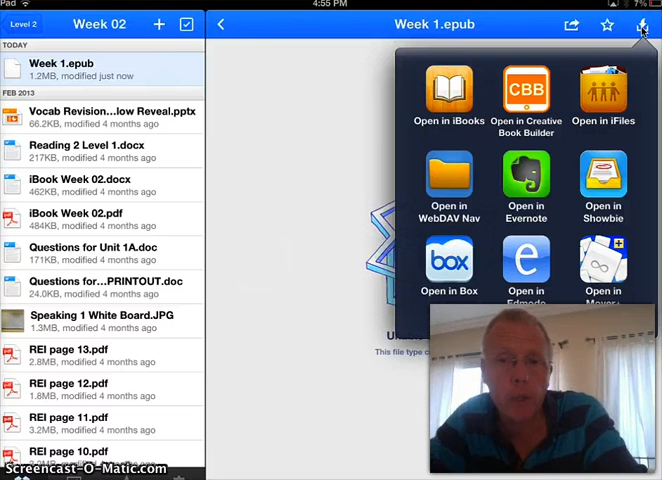 Pad
4:55 PM
7%
Level 2
Week 02
Week 1.epub
TODAY
Week 1.epub
1.2MB, modified just now
FEB 2013
Vocab Revision...low Reveal.pptx
66.2KB, modified 4 months ago
Reading 2 Level 1.docx
217KB, modified 4 months ago
iBook Week 02.docx
462KB, modified 4 months ago
iBook Week 02.pdf
484KB, modified 4 months ago
Questions for Unit 1A.doc
171KB, modified 4 months ago
Questions for...PRINTOUT.doc
24.0KB, modified 4 months ago
Speaking 1 White Board.JPG
1.3MB, modified 4 months ago
REI page 13.pdf
2.8MB, modified 4 months ago
REI page 12.pdf
1.8MB, modified 4 months ago
REI page 11.pdf
3.2MB, modified 4 months ago
REI page 10.pdf
Open in iBooks
CBB
Open in Creative
Book Builder
Open in iFiles
Open in
WebDAV Nav
Open in
Evernote
Open in
Showbie
box
Open in Box
e
Open in
Edmodo
Open in
This file type c
Screencast-O-Matic.com